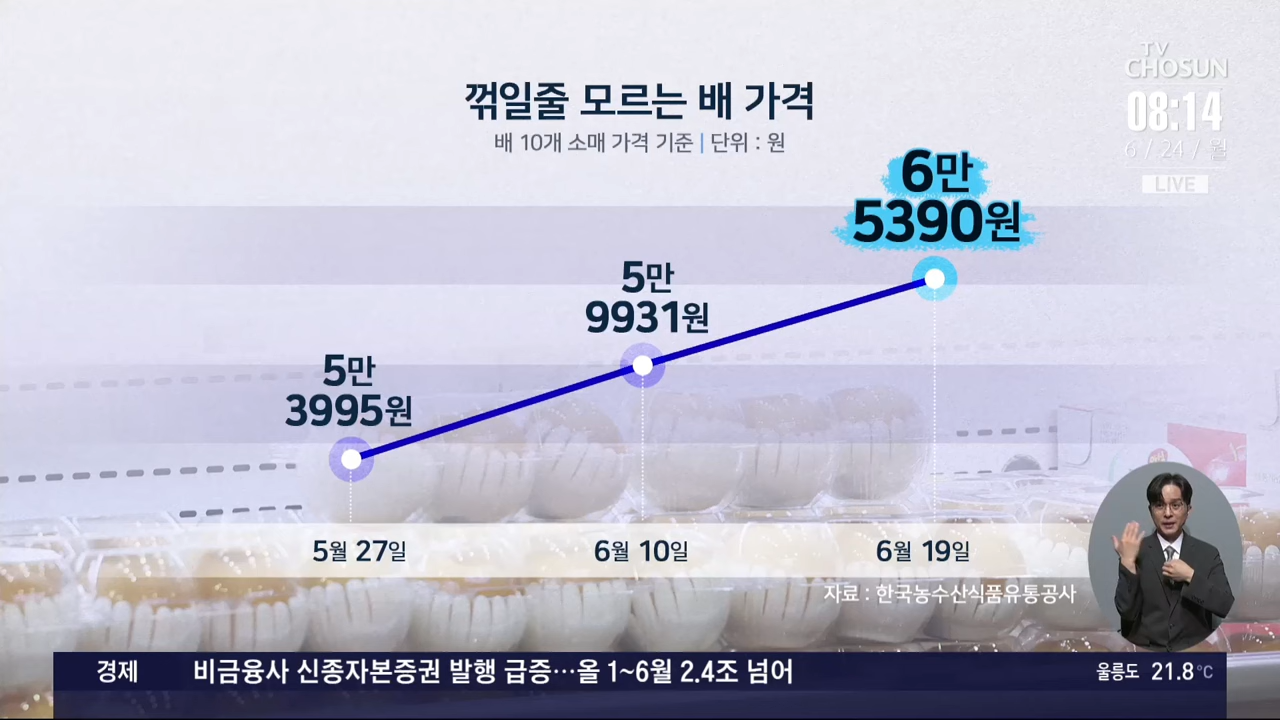 꺾일줄 모르는 배 가격
배 10개 소매 가격 기준 | 단위 : 원
TV
CHOSUN
08:14
6 / 24 / 월
LIVE
6만
5390원
5만
9931원
5만
3995원
5월 27일
6월 10일
6월 19일
자료 : 한국농수산식품유통공사
경제
비금융사 신종자본증권 발행 급증…올 1~6월 2.4조 넘어
울릉도 21.8℃